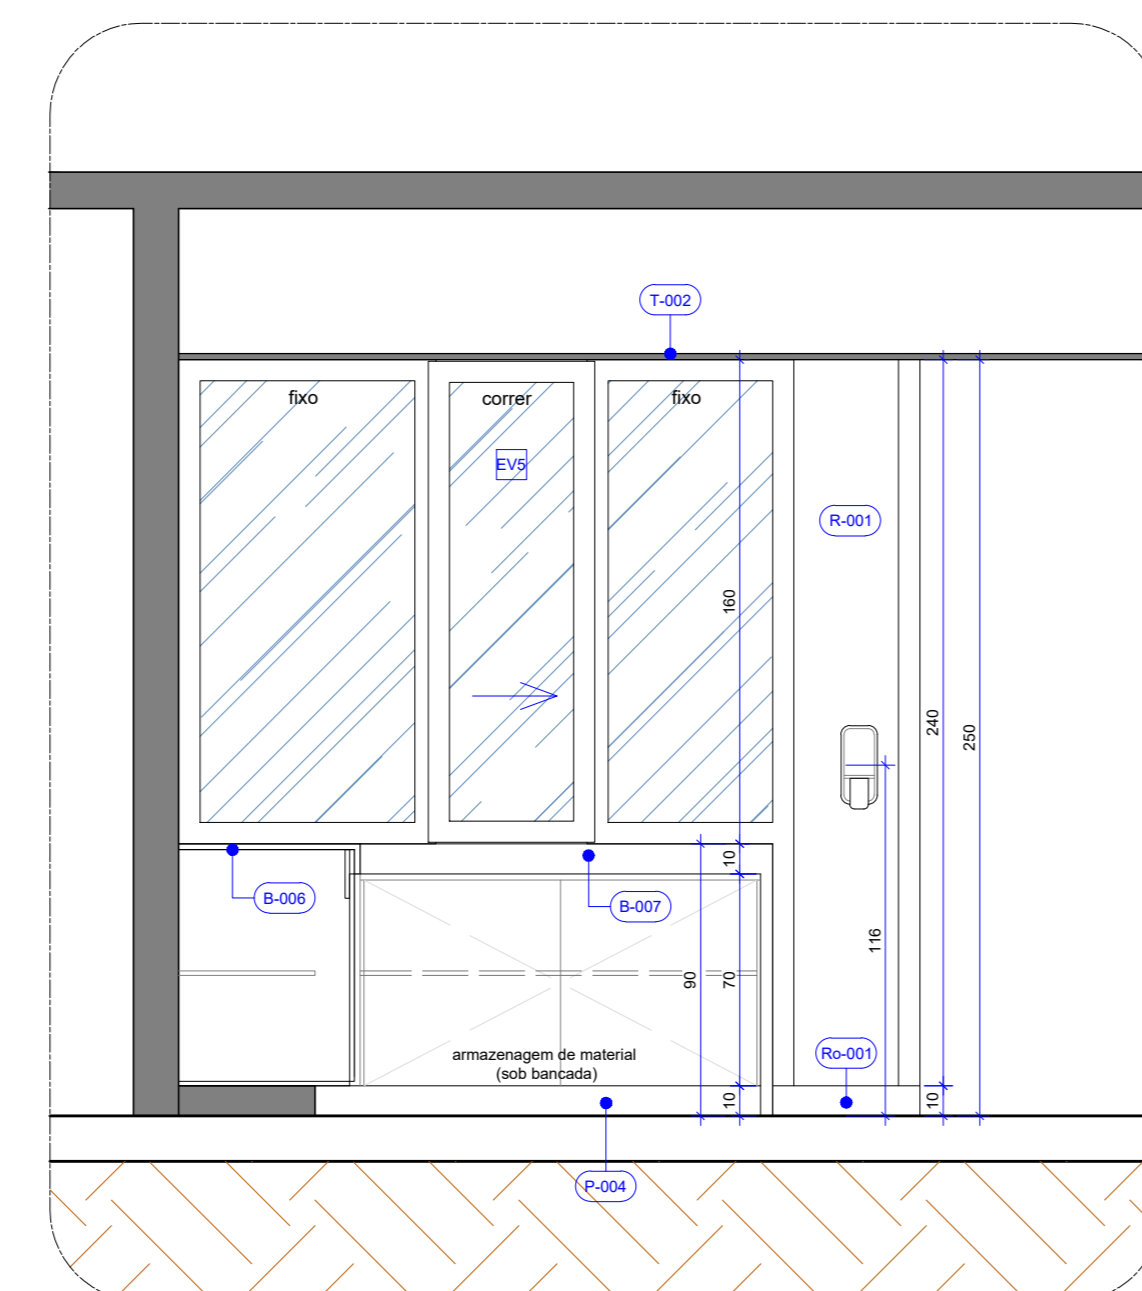 T-002
fixo
correr
fixo
EV5
R-001
160
240
250
10
B-006
B-007
116
90
70
armazenagem de material
(sob bancada)
Ro-001
10
10
P-004